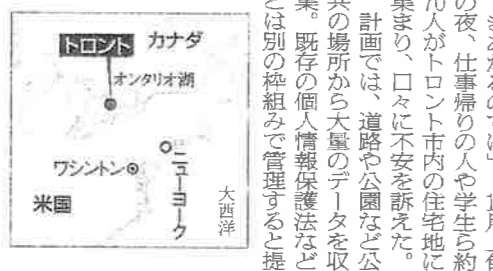 の夜、仕事帰りの人や学生ら約
70人がトロント市内の住宅地に
集まり、口々に不安を訴えた。
計画では、道路や公園など公
共の場所から大量のデータを収
集。既存の個人情報保護法など
とは別の枠組みで管理すると提
トロント
カナダ
オンタリオ湖
ワシントン
ニューヨーク
米国
大西洋